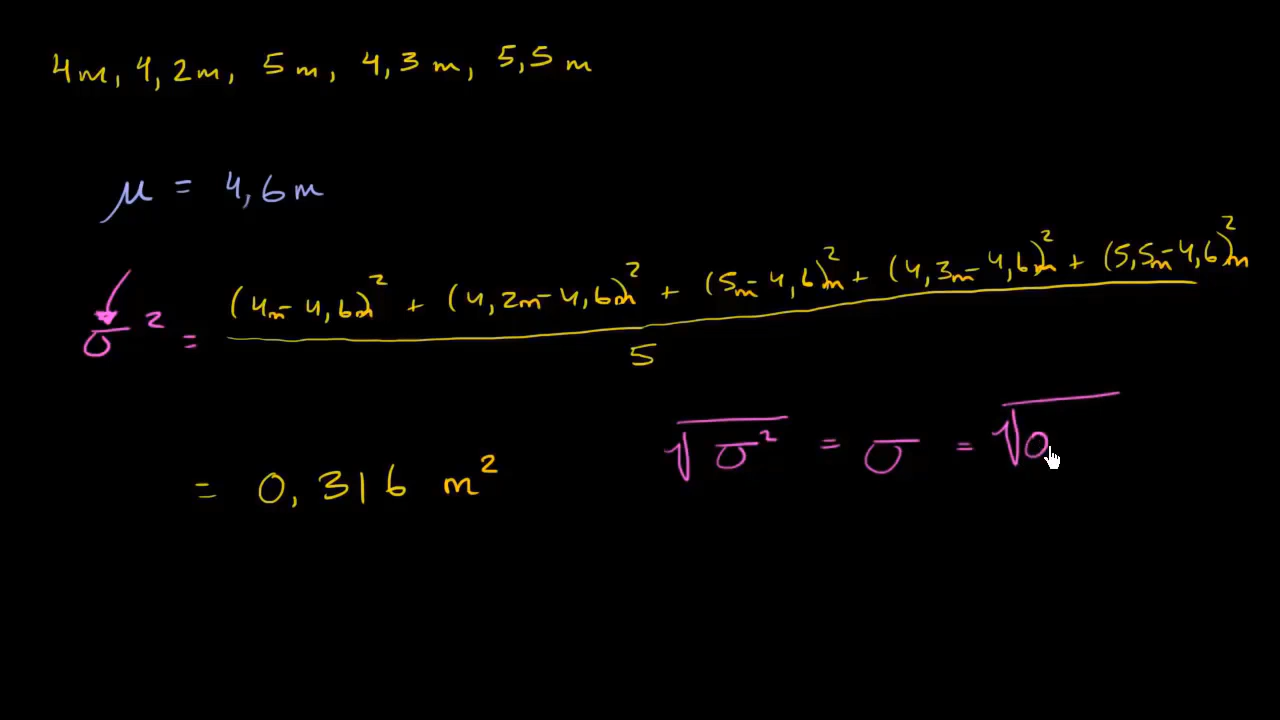 4m, 4,2m, 5m, 4,3m, 5,5m
μ = 4,6m
σ² = (4m-4,6m)² + (4,2m-4,6m)² + (5m-4,6m)² + (4,3m-4,6m)² + (5,5m-4,6)²m
5
√σ² = σ = √0
= 0,316 m²